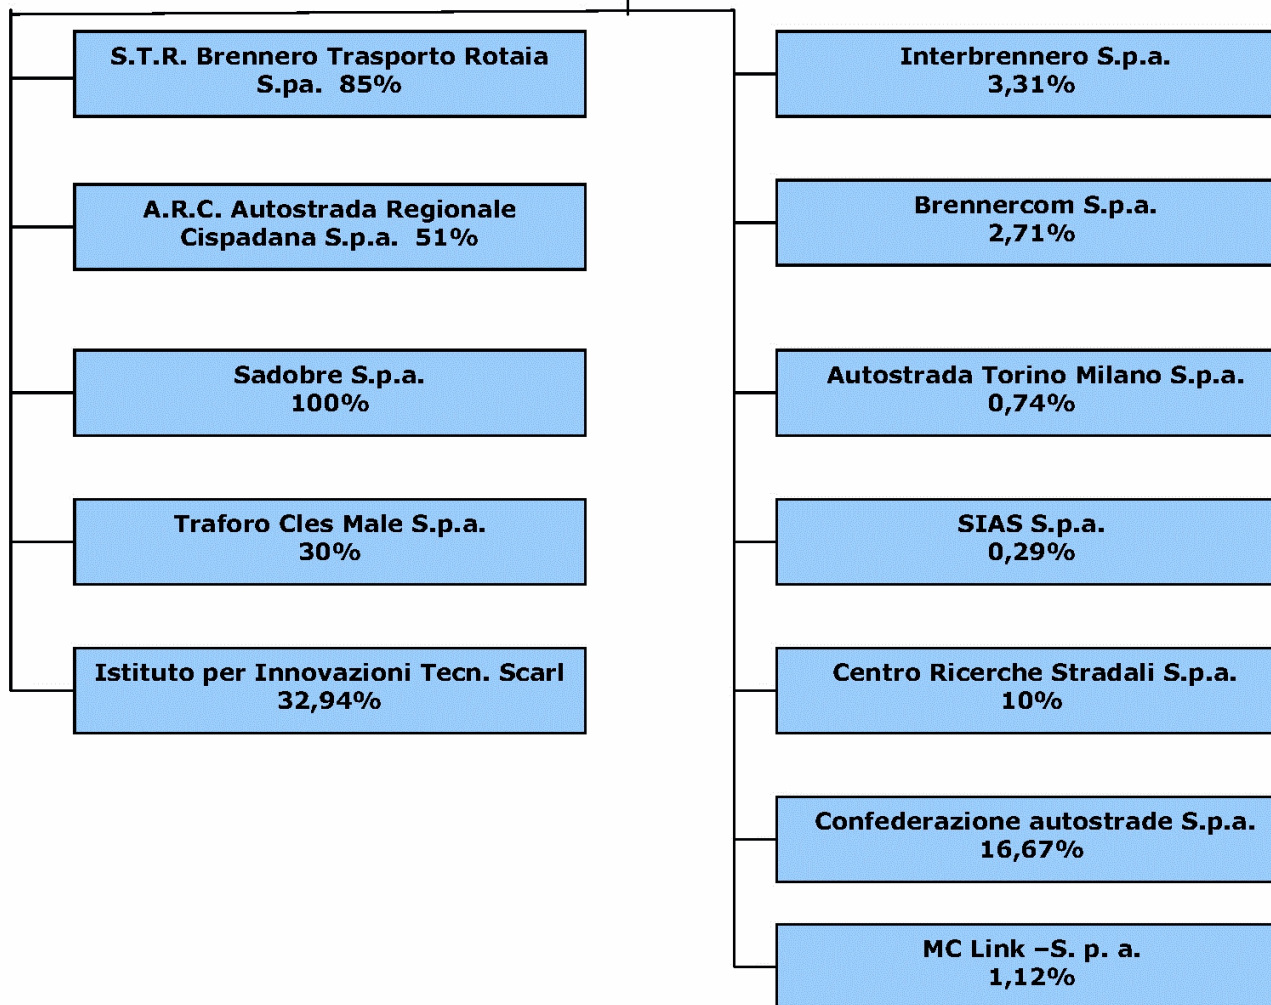 S.T.R. Brennero Trasporto Rotaia
S.pa. 85%
A.R.C. Autostrada Regionale
Cispadana S.p.a. 51%
Sadobre S.p.a.
100%
Traforo Cles Male S.p.a.
30%
Istituto per Innovazioni Tecn. Scarl
32,94%
Interbrennero S.p.a.
3,31%
Brennercom S.p.a.
2,71%
Autostrada Torino Milano S.p.a.
0,74%
SIAS S.p.a.
0,29%
Centro Ricerche Stradali S.p.a.
10%
Confederazione autostrade S.p.a.
16,67%
MC Link –S. p. a.
1,12%